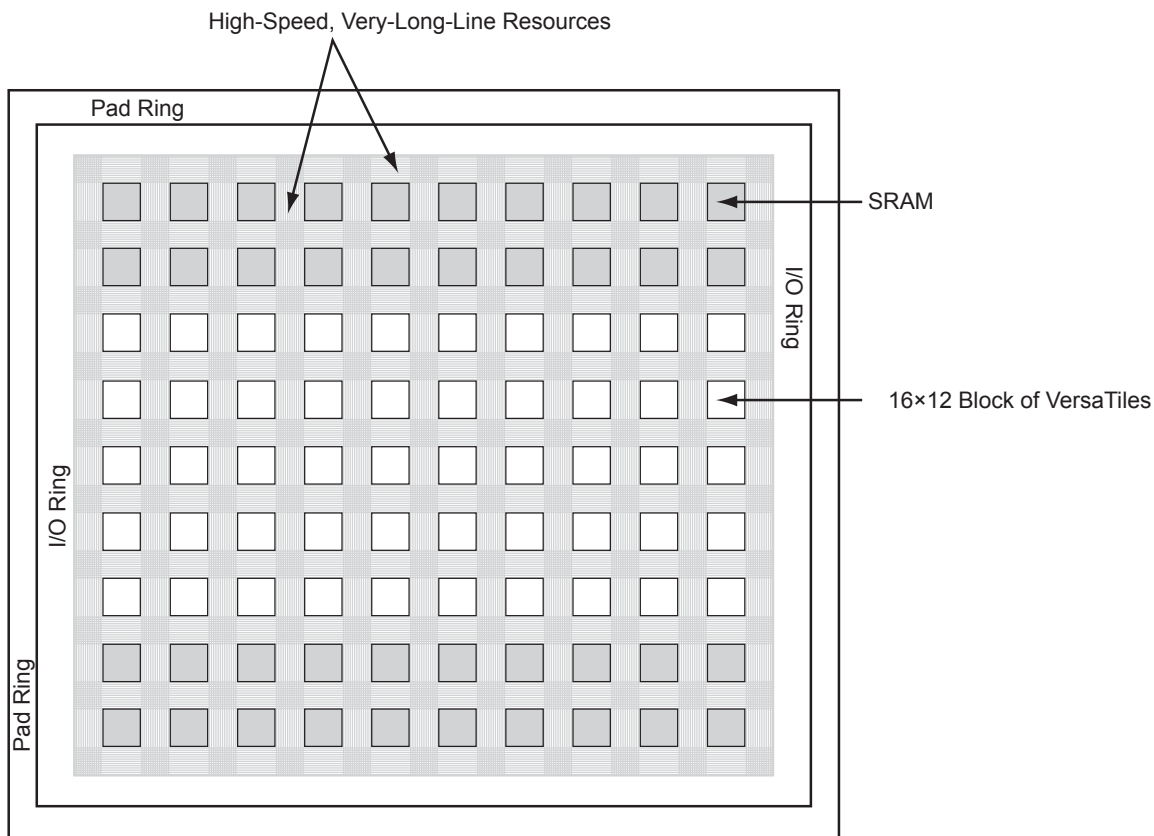 High-Speed, Very-Long-Line Resources
Pad Ring
SRAM
I/O Ring
16×12 Block of VersaTiles
I/O Ring
Pad Ring